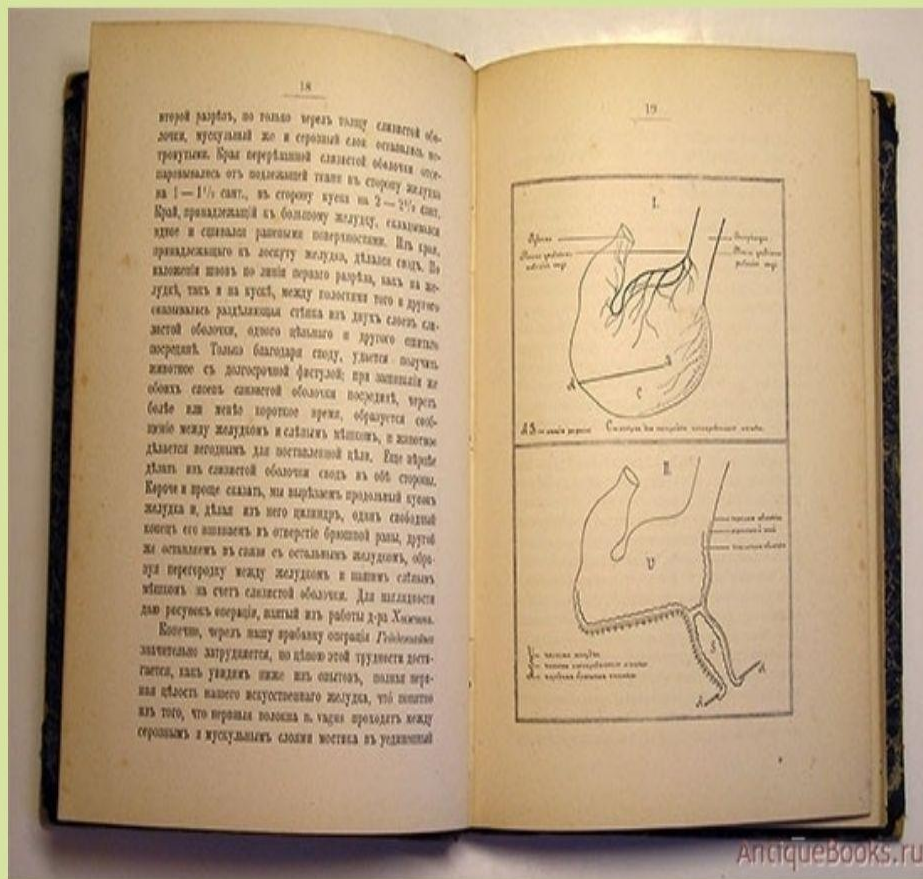 18
второй разрѣзъ, но только черезъ толщу слизистой обо-
лочки, мускульный же и серозный слои оставались не-
тронутыми. Края перерѣзанной слизистой оболочки отсе-
паровывались отъ подлежащей ткани въ сторону желудка
на 1 — 1½ сант., въ сторону куска на 2 — 2½ сант.
Край, принадлежащій къ большому желудку, складывался
вдвое и сшивался раневыми поверхностями. Изъ края,
принадлежащаго къ лоскуту желудка, дѣлался сводъ. По
наложеніи швовъ по линіи перваго разрѣза, какъ на же-
лудкѣ, такъ и на кускѣ, между полостями того и другого
оказывалась раздѣляющая стѣнка изъ двухъ слоевъ сли-
зистой оболочки, одного цѣльнаго и другого сшитаго
посрединѣ. Только благодаря своду, удается получить
животное съ долгосрочной фистулой; при зашиваніи же
обоихъ слоевъ слизистой оболочки посрединѣ, черезъ
болѣе или менѣе короткое время, образуется сооб-
щеніе между желудкомъ и слѣпымъ мѣшкомъ, и животное
дѣлается негоднымъ для поставленной цѣли. Еще вѣрнѣе
дѣлать изъ слизистой оболочки сводъ въ обѣ стороны.
Короче и проще сказать, мы вырѣзаемъ продольный кусокъ
желудка и, дѣлая изъ него цилиндръ, одинъ свободный
конецъ его вшиваемъ въ отверстіе брюшной раны, другой
же оставляемъ въ связи съ остальнымъ желудкомъ, обра-
зуя перегородку между желудкомъ и нашимъ слѣпымъ
мѣшкомъ на счетъ слизистой оболочки. Для наглядности
даю рисунокъ операціи, взятый изъ работы д-ра Хижина.
Конечно, черезъ нашу прибавку операція Гейденгайна
значительно затрудняется, но цѣною этой трудности дости-
гается, какъ увидимъ ниже изъ опытовъ, полная нерв-
ная цѣлость нашего искусственнаго желудка, что понятно
изъ того, что нервныя волокна n. vagus проходятъ между
серознымъ и мускульнымъ слоями мостика въ уединенный
19
I.
A
B
C
A B — линія разрѣза
II.
V
S
A
A
AntiqueBooks.ru